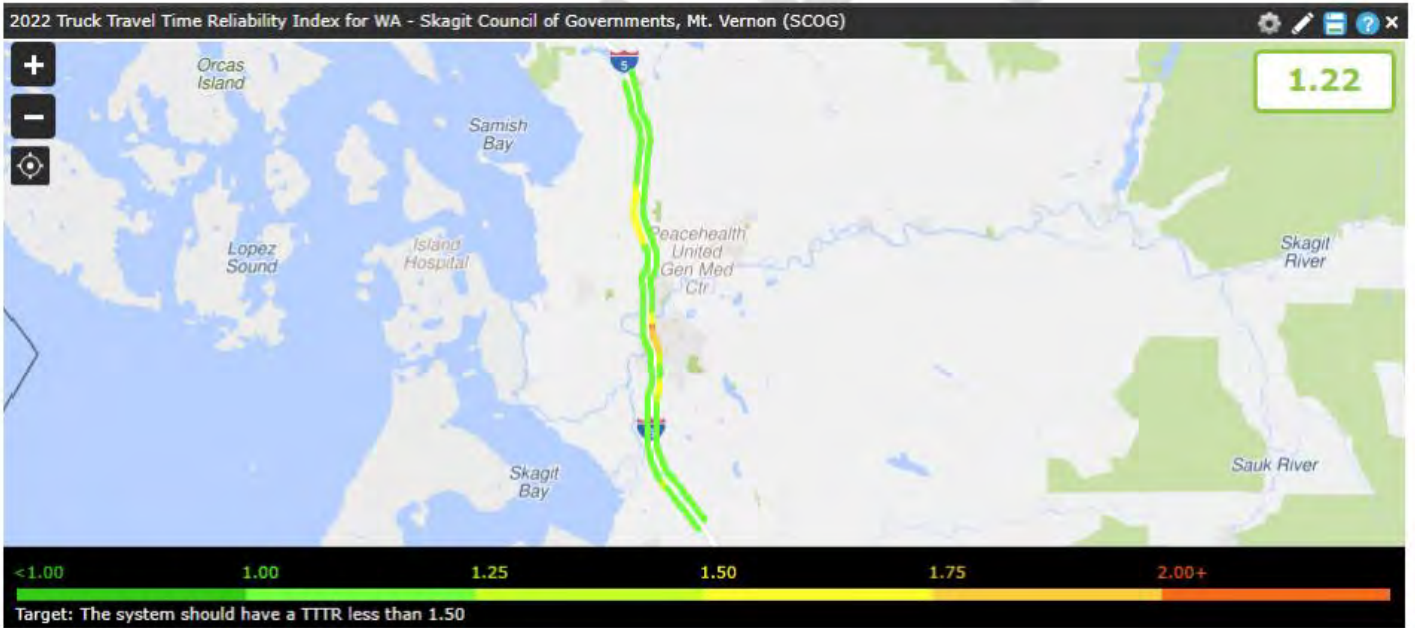 2022 Truck Travel Time Reliability Index for WA - Skagit Council of Governments, Mt. Vernon (SCOG)
1.22
5
Orcas
Island
Samish
Bay
Lopez
Sound
Island
Hospital
Peacehealth
United
Gen Med
Ctr
Skagit
River
Skagit
Bay
Sauk River
<1.00 1.00 1.25 1.50 1.75 2.00+
Target: The system should have a TTTR less than 1.50